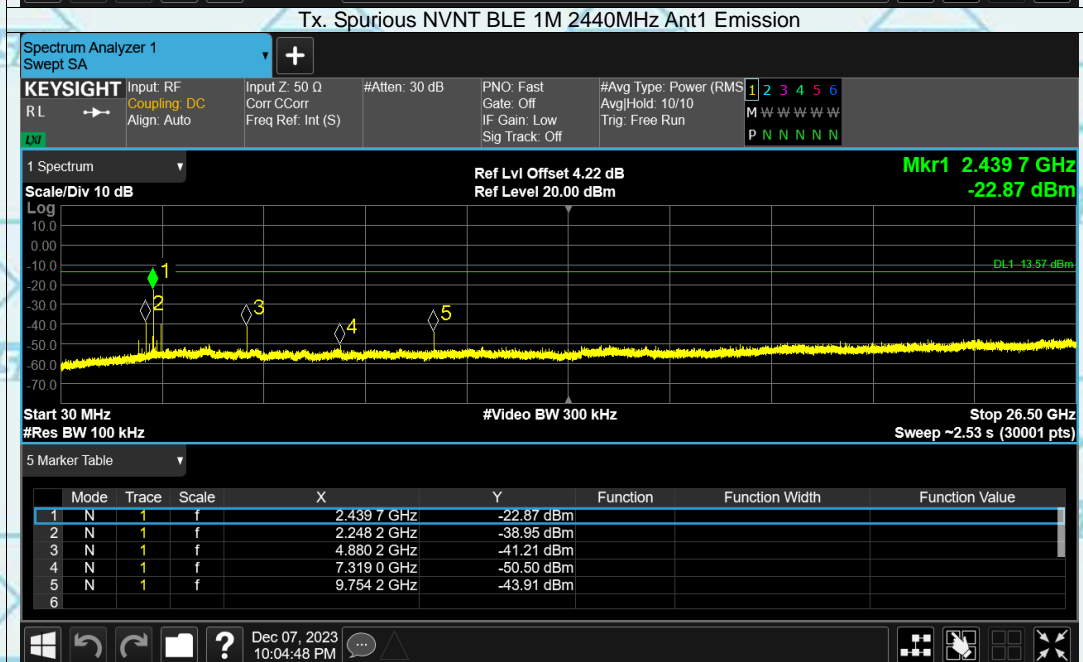 Tx. Spurious NVNT BLE 1M 2440MHz Ant1 Emission
Spectrum Analyzer 1
Swept SA
+
KEYSIGHT Input: RF Input Z: 50 Ω #Atten: 30 dB PNO: Fast #Avg Type: Power (RMS 1 2 3 4 5 6
RL Coupling: DC Corr CCorr Gate: Off Avg|Hold: 10/10 M W W W W W W
Align: Auto Freq Ref: Int (S) IF Gain: Low Trig: Free Run
LXI Sig Track: Off P N N N N N
1 Spectrum Ref Lvl Offset 4.22 dB Mkr1 2.439 7 GHz
Scale/Div 10 dB Ref Level 20.00 dBm -22.87 dBm
Log
10.0
0.00
-10.0 1 DL1 -13.57 dBm
-20.0
-30.0 2 3 5
-40.0 4
-50.0
-60.0
-70.0
Start 30 MHz #Video BW 300 kHz Stop 26.50 GHz
#Res BW 100 kHz Sweep ~2.53 s (30001 pts)
5 Marker Table
Mode Trace Scale X Y Function Function Width Function Value
1 N 1 f 2.439 7 GHz -22.87 dBm
2 N 1 f 2.248 2 GHz -38.95 dBm
3 N 1 f 4.880 2 GHz -41.21 dBm
4 N 1 f 7.319 0 GHz -50.50 dBm
5 N 1 f 9.754 2 GHz -43.91 dBm
6
? Dec 07, 2023
10:04:48 PM